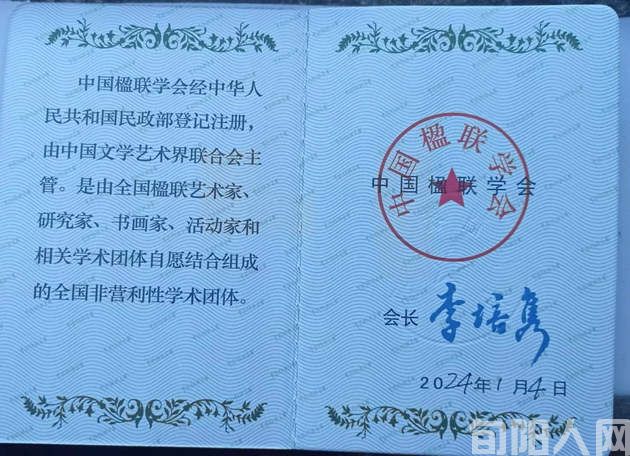 中国楹联学会经中华人
民共和国民政部登记注册，
由中国文学艺术界联合会主
管。是由全国楹联艺术家、
研究家、书画家、活动家和
相关学术团体自愿结合组成
的全国非营利性学术团体。
中国楹联学会
中国楹联学会
会长 李培隽
2024年1月4日
旬阳人网